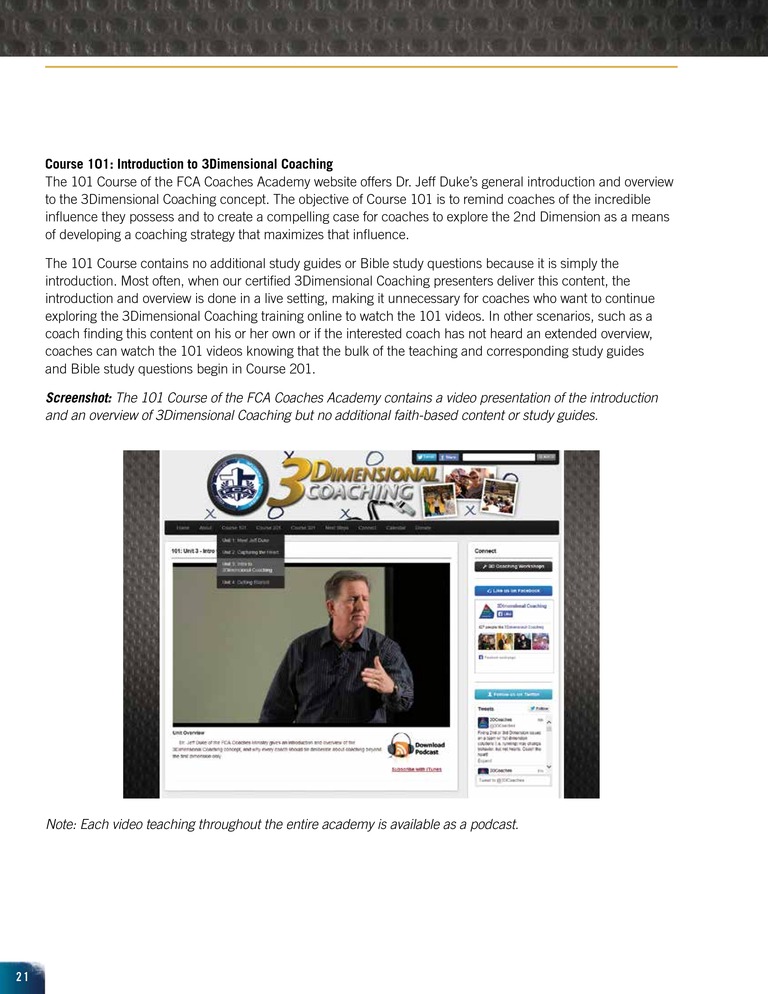 Course 101: Introduction to 3Dimensional Coaching
The 101 Course of the FCA Coaches Academy website offers Dr. Jeff Duke’s general introduction and overview
to the 3Dimensional Coaching concept. The objective of Course 101 is to remind coaches of the incredible
influence they possess and to create a compelling case for coaches to explore the 2nd Dimension as a means
of developing a coaching strategy that maximizes that influence.
The 101 Course contains no additional study guides or Bible study questions because it is simply the
introduction. Most often, when our certified 3Dimensional Coaching presenters deliver this content, the
introduction and overview is done in a live setting, making it unnecessary for coaches who want to continue
exploring the 3Dimensional Coaching training online to watch the 101 videos. In other scenarios, such as a
coach finding this content on his or her own or if the interested coach has not heard an extended overview,
coaches can watch the 101 videos knowing that the bulk of the teaching and corresponding study guides
and Bible study questions begin in Course 201.
Screenshot: The 101 Course of the FCA Coaches Academy contains a video presentation of the introduction
and an overview of 3Dimensional Coaching but no additional faith-based content or study guides.
3DIMENSIONAL
COACHING
Home About Course 101 Course 201 Course 301 Next Steps Connect Calendar Donate
Unit 1: Meet Jeff Duke
Unit 2: Capturing the Heart
Unit 3: Intro to
3Dimensional Coaching
Unit 4: Getting Started
101: Unit 3 - Intro
Connect
3D Coaching Workshops
Like us on Facebook
3Dimensional Coaching
Like
Follow us on Twitter
Tweets
Follow
3DCoaches
@3DCoaches
Expand
3DCoaches
Tweet to @3DCoaches
Unit Overview
Dr. Jeff Duke of the FCA Coaches Ministry gives an introduction and overview of the
3Dimensional Coaching concept, and why every coach should be deliberate about coaching beyond
the first dimension only.
Download
Podcast
Subscribe with iTunes
Note: Each video teaching throughout the entire academy is available as a podcast.
21